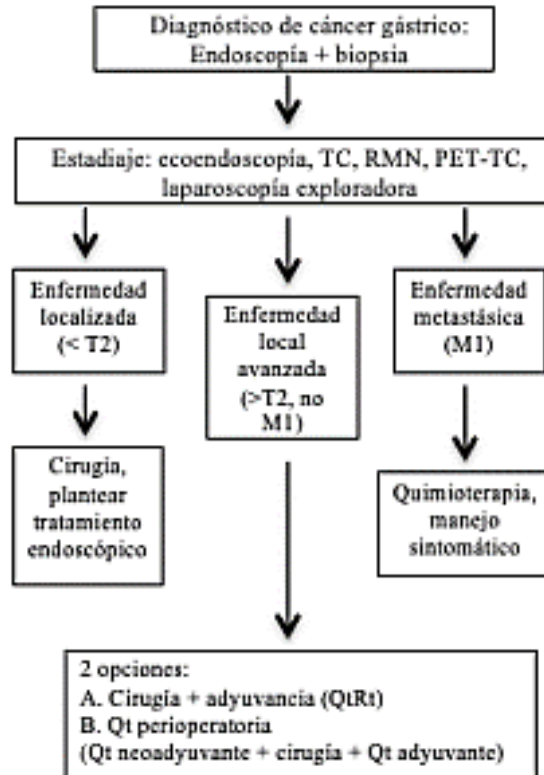 Diagnóstico de cáncer gástrico:
Endoscopía + biopsia
Estadiaje: ecoendoscopía, TC, RMN, PET-TC,
laparoscopía exploradora
Enfermedad
localizada
(< T2)
Enfermedad
local
avanzada
(>T2, no
M1)
Enfermedad
metastásica
(M1)
Cirugía,
plantear
tratamiento
endoscópico
Quimioterapia,
manejo
sintomático
2 opciones:
A. Cirugía + adyuvancia (QtRt)
B. Qt perioperatoria
(Qt neoadyuvante + cirugía + Qt adyuvante)